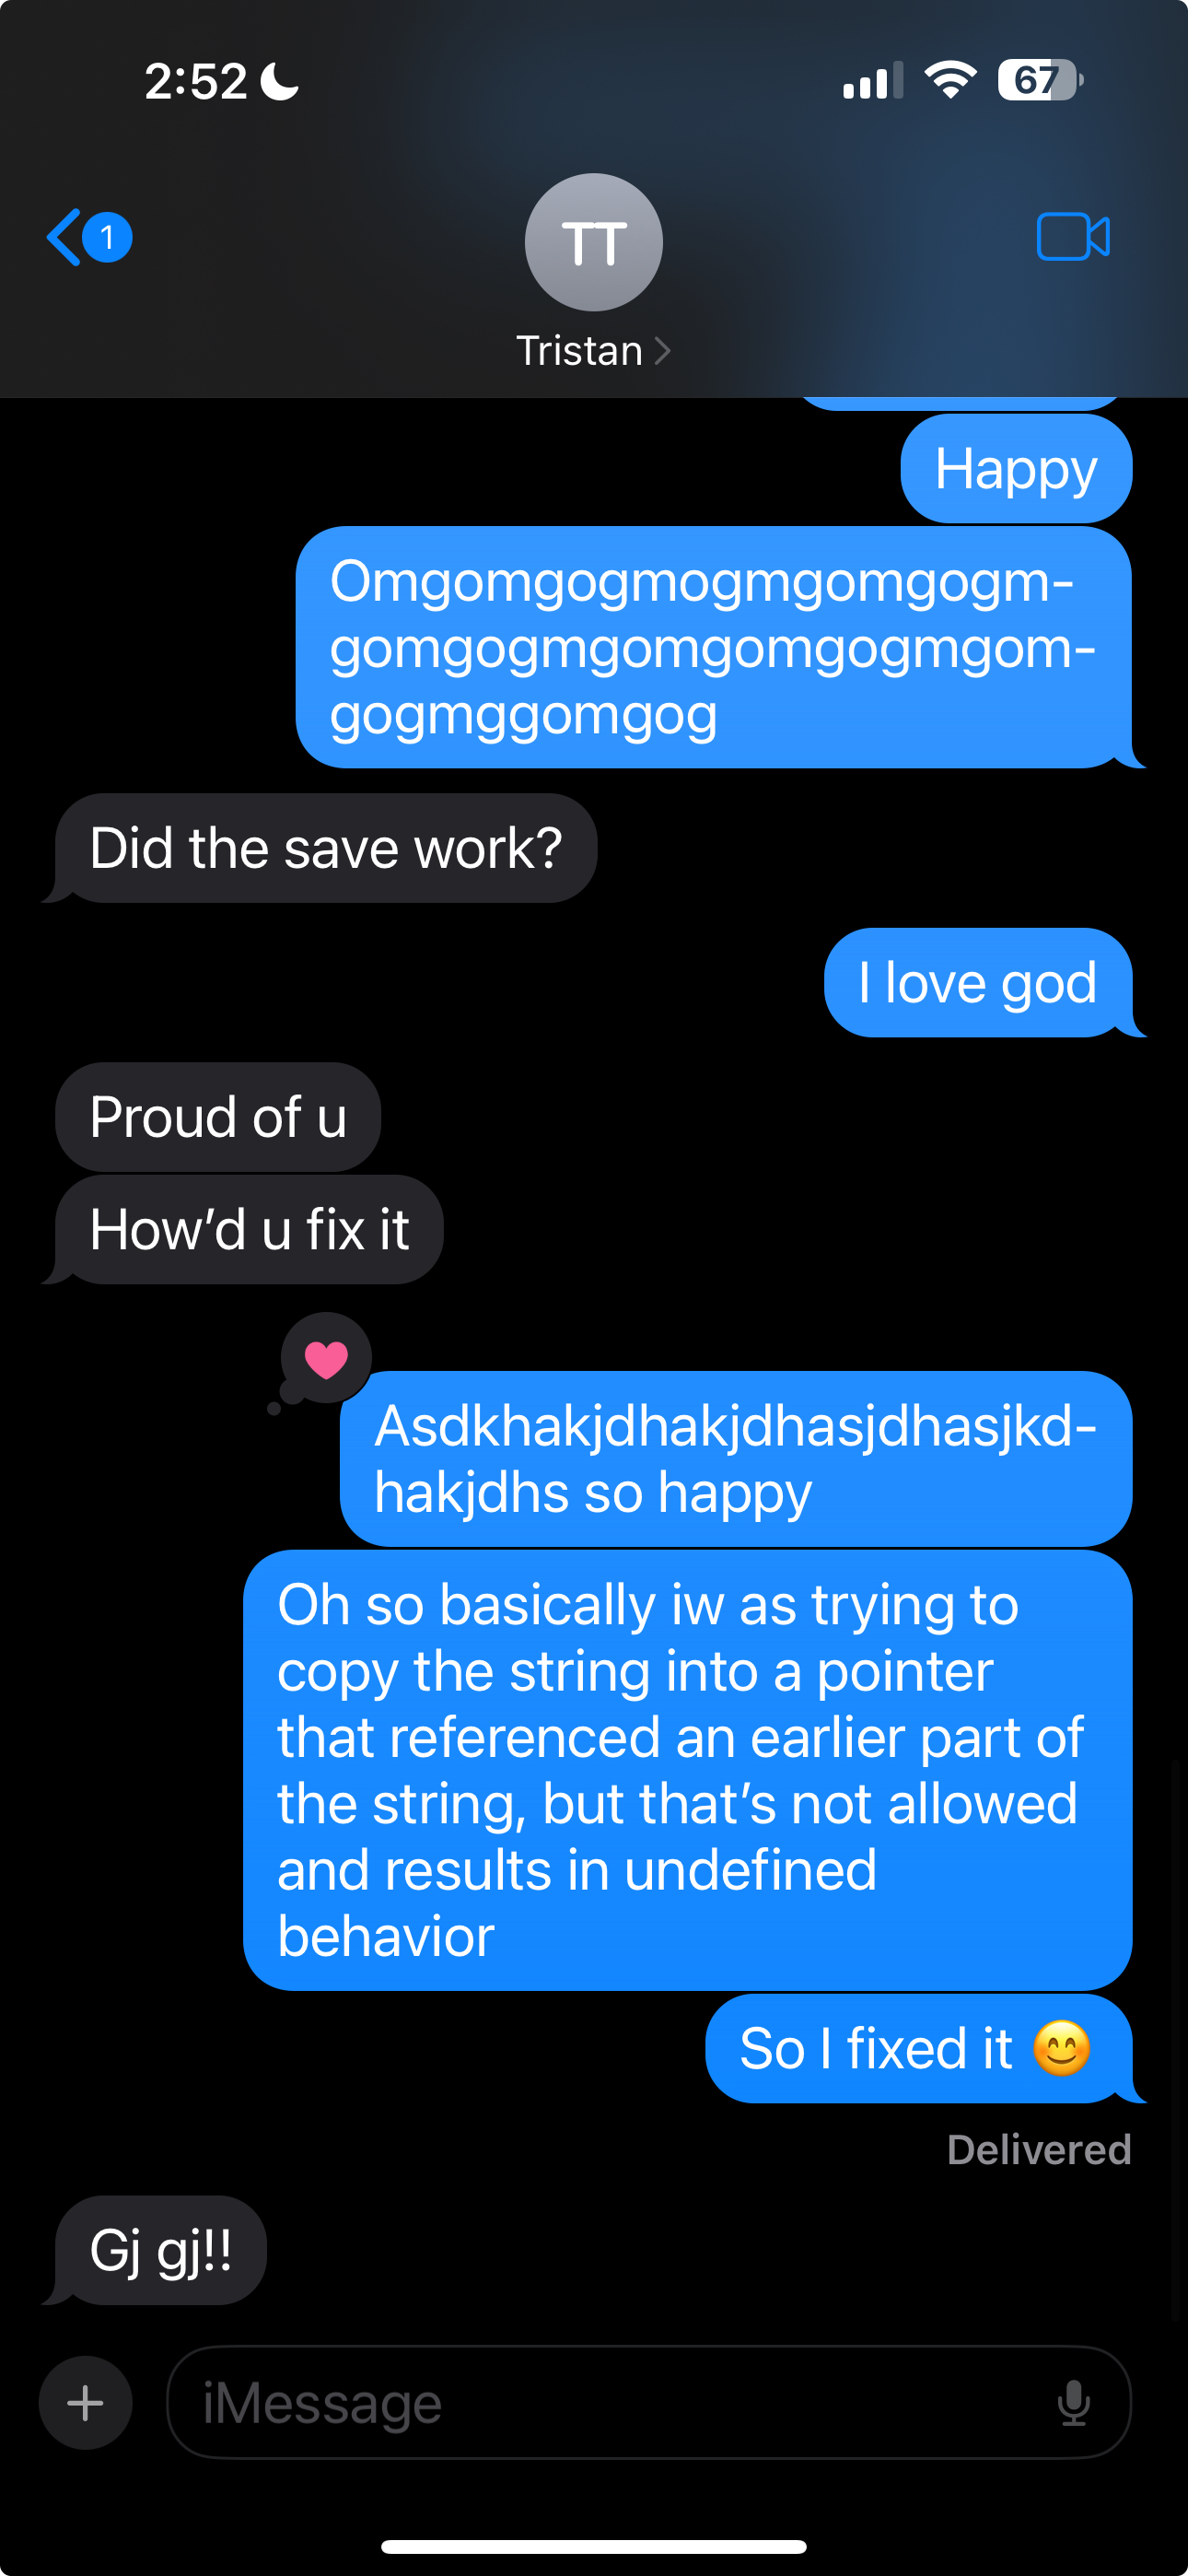 2:52
67
1
TT
Tristan
Happy
Omgomgogmogmgomgogm-
gomgogmgomgomgogmgom-
gogmggomgog
Did the save work?
I love god
Proud of u
How’d u fix it
Asdkhakjdhakjdhasjdhasjkd-
hakjdhs so happy
Oh so basically iw as trying to
copy the string into a pointer
that referenced an earlier part of
the string, but that’s not allowed
and results in undefined
behavior
So I fixed it 😊
Delivered
Gj gj!!
iMessage